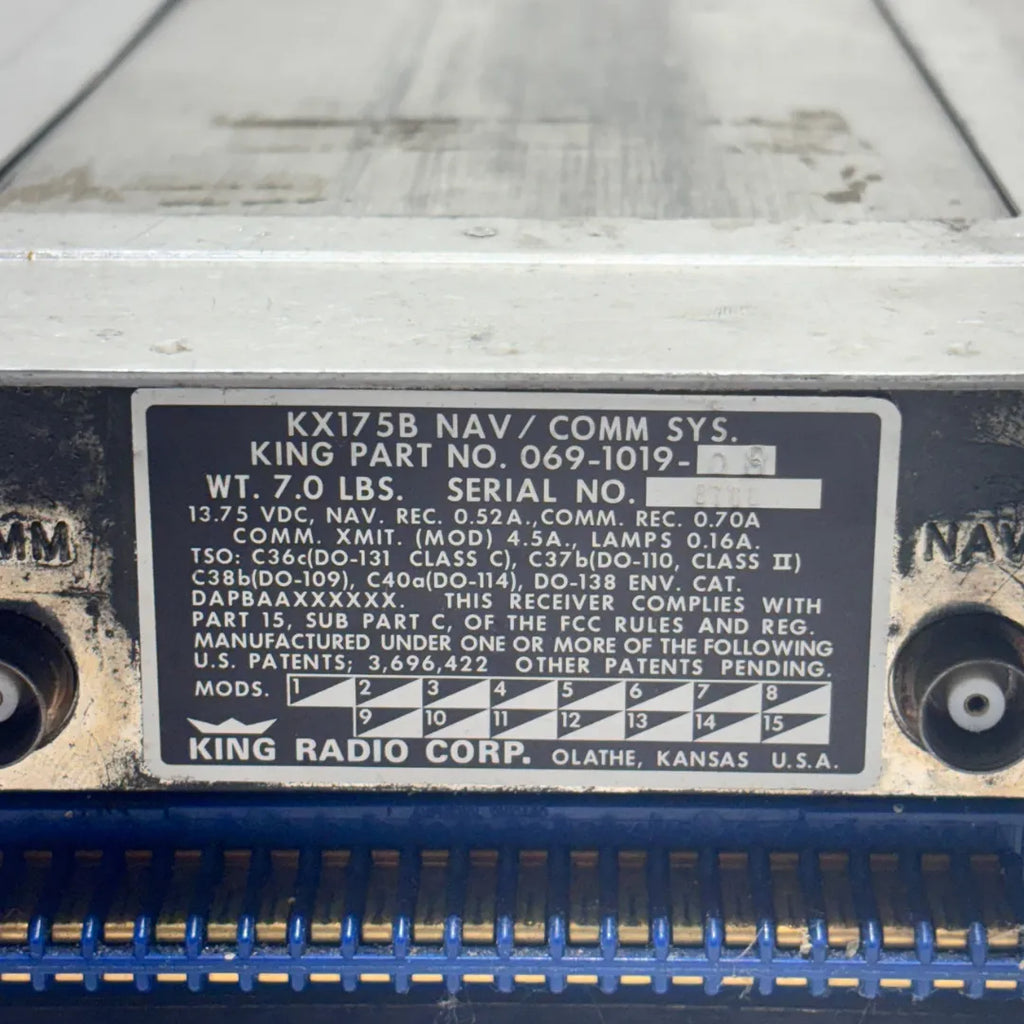 KX175B NAV/COMM SYS.
KING PART NO. 069-1019-
WT. 7.0 LBS. SERIAL NO.
13.75 VDC, NAV. REC. 0.52A.,COMM. REC. 0.70A
COMM. XMIT. (MOD) 4.5A., LAMPS 0.16A.
TSO: C36c(DO-131 CLASS C), C37b(DO-110, CLASS II)
C38b(DO-109), C40a(DO-114), DO-138 ENV. CAT.
DAPBAAXXXXXX. THIS RECEIVER COMPLIES WITH
PART 15, SUB PART C, OF THE FCC RULES AND REG.
MANUFACTURED UNDER ONE OR MORE OF THE FOLLOWING
U.S. PATENTS; 3,696,422 OTHER PATENTS PENDING.
MODS. 1 2 3 4 5 6 7 8
9 10 11 12 13 14 15
KING RADIO CORP. OLATHE, KANSAS U.S.A.
MM
NAV